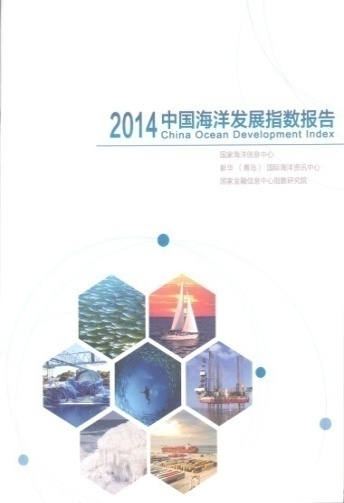 2014中国海洋发展指数报告
China Ocean Development Index
国家海洋信息中心
新华（青岛）国际海洋资讯中心
国家金融信息中心指数研究院